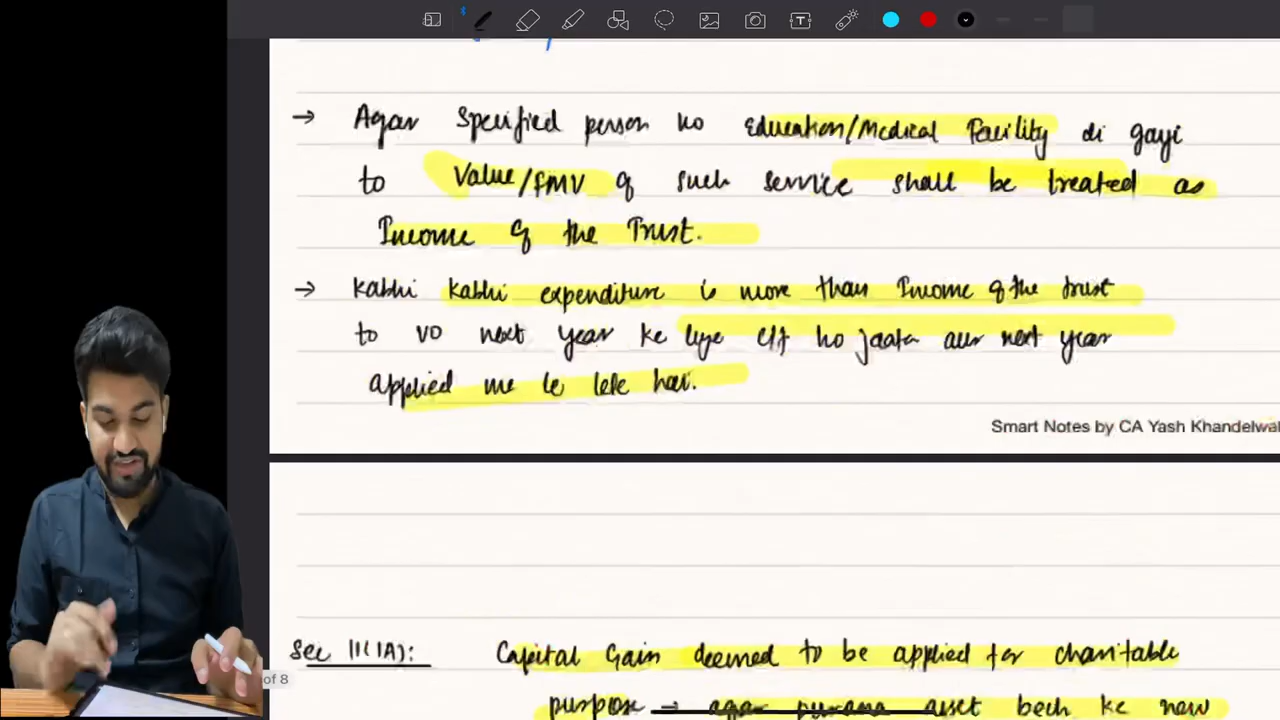 → Agar Specified person ko Education/Medical Facility di gayi
to Value/FMV of such service shall be treated as
Income of the Trust.
→ Kabhi Kabhi expenditure is more than Income of the trust
to vo next year ke liye c/f ho jaata aur next year
applied me le lete hai.
Smart Notes by CA Yash Khandelwal
Sec 11(1A): Capital Gain deemed to be applied for charitable
purpose → agar purana asset bech ke new
of 8